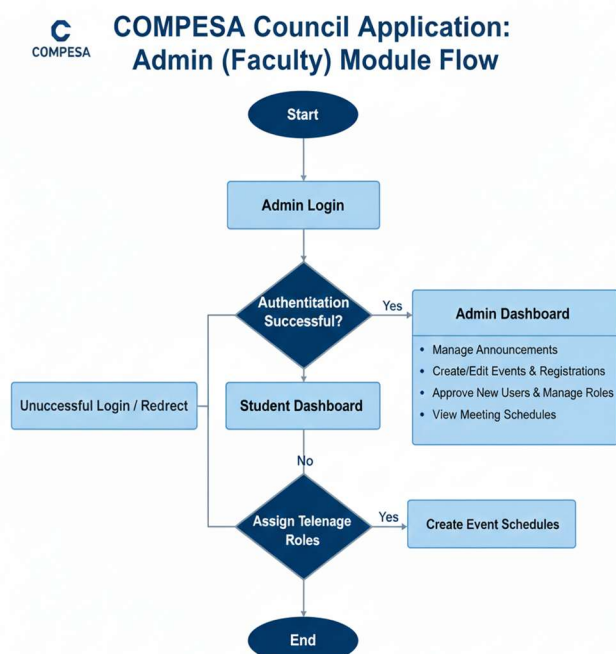 COMPESA
COMPESA Council Application:
Admin (Faculty) Module Flow
Start
Admin Login
Authentitation
Successful?
Yes
Admin Dashboard
• Manage Announcements
• Create/Edit Events & Registrations
• Approve New Users & Manage Roles
• View Meeting Schedules
Unuccessful Login / Redrect
Student Dashboard
No
Assign Telenage
Roles
Yes
Create Event Schedules
End